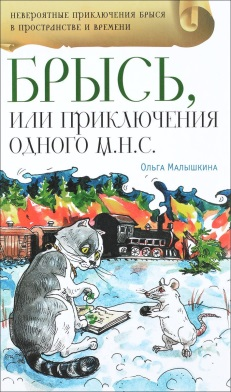 невероятные приключения Брыся
в пространстве и времени
БРЫСЬ,
или приключения
одного м.н.с.
Ольга Малышкина